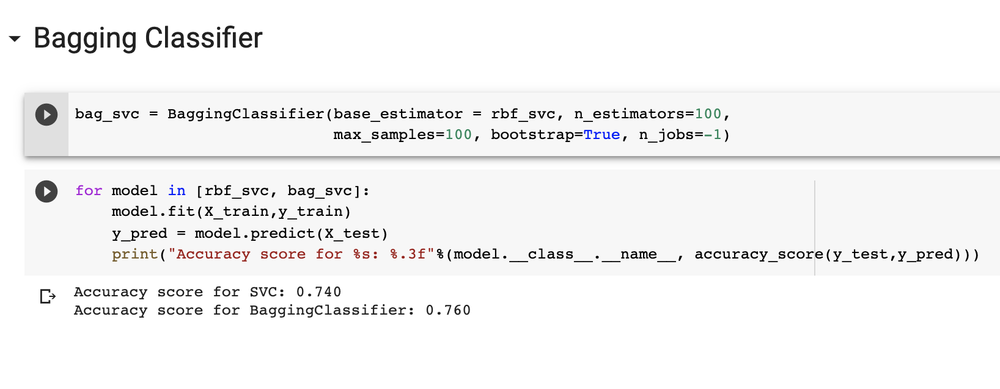 Bagging Classifier
bag_svc = BaggingClassifier(base_estimator = rbf_svc, n_estimators=100,
max_samples=100, bootstrap=True, n_jobs=-1)
for model in [rbf_svc, bag_svc]:
model.fit(X_train,y_train)
y_pred = model.predict(X_test)
print("Accuracy score for %s: %.3f"%(model.__class__.__name__, accuracy_score(y_test,y_pred)))
Accuracy score for SVC: 0.740
Accuracy score for BaggingClassifier: 0.760